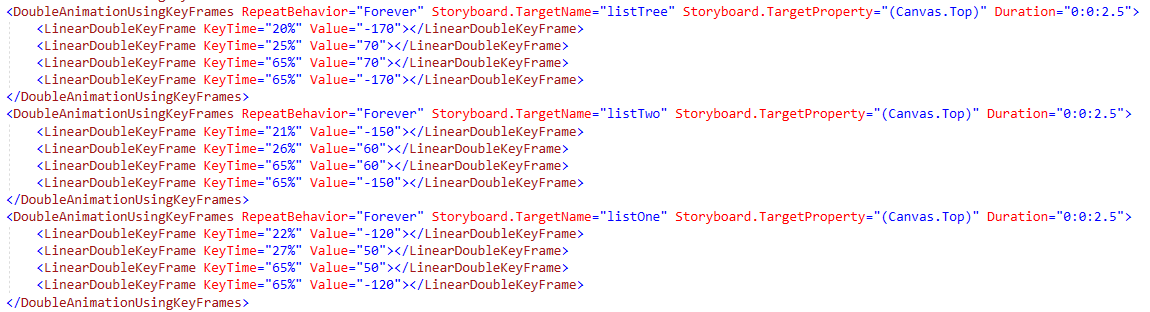 <DoubleAnimationUsingKeyFrames RepeatBehavior="Forever" Storyboard.TargetName="listTree" Storyboard.TargetProperty="(Canvas.Top)" Duration="0:0:2.5">
<LinearDoubleKeyFrame KeyTime="20%" Value="-170"></LinearDoubleKeyFrame>
<LinearDoubleKeyFrame KeyTime="25%" Value="70"></LinearDoubleKeyFrame>
<LinearDoubleKeyFrame KeyTime="65%" Value="70"></LinearDoubleKeyFrame>
<LinearDoubleKeyFrame KeyTime="65%" Value="-170"></LinearDoubleKeyFrame>
</DoubleAnimationUsingKeyFrames>
<DoubleAnimationUsingKeyFrames RepeatBehavior="Forever" Storyboard.TargetName="listTwo" Storyboard.TargetProperty="(Canvas.Top)" Duration="0:0:2.5">
<LinearDoubleKeyFrame KeyTime="21%" Value="-150"></LinearDoubleKeyFrame>
<LinearDoubleKeyFrame KeyTime="26%" Value="60"></LinearDoubleKeyFrame>
<LinearDoubleKeyFrame KeyTime="65%" Value="60"></LinearDoubleKeyFrame>
<LinearDoubleKeyFrame KeyTime="65%" Value="-150"></LinearDoubleKeyFrame>
</DoubleAnimationUsingKeyFrames>
<DoubleAnimationUsingKeyFrames RepeatBehavior="Forever" Storyboard.TargetName="listOne" Storyboard.TargetProperty="(Canvas.Top)" Duration="0:0:2.5">
<LinearDoubleKeyFrame KeyTime="22%" Value="-120"></LinearDoubleKeyFrame>
<LinearDoubleKeyFrame KeyTime="27%" Value="50"></LinearDoubleKeyFrame>
<LinearDoubleKeyFrame KeyTime="65%" Value="50"></LinearDoubleKeyFrame>
<LinearDoubleKeyFrame KeyTime="65%" Value="-120"></LinearDoubleKeyFrame>
</DoubleAnimationUsingKeyFrames>